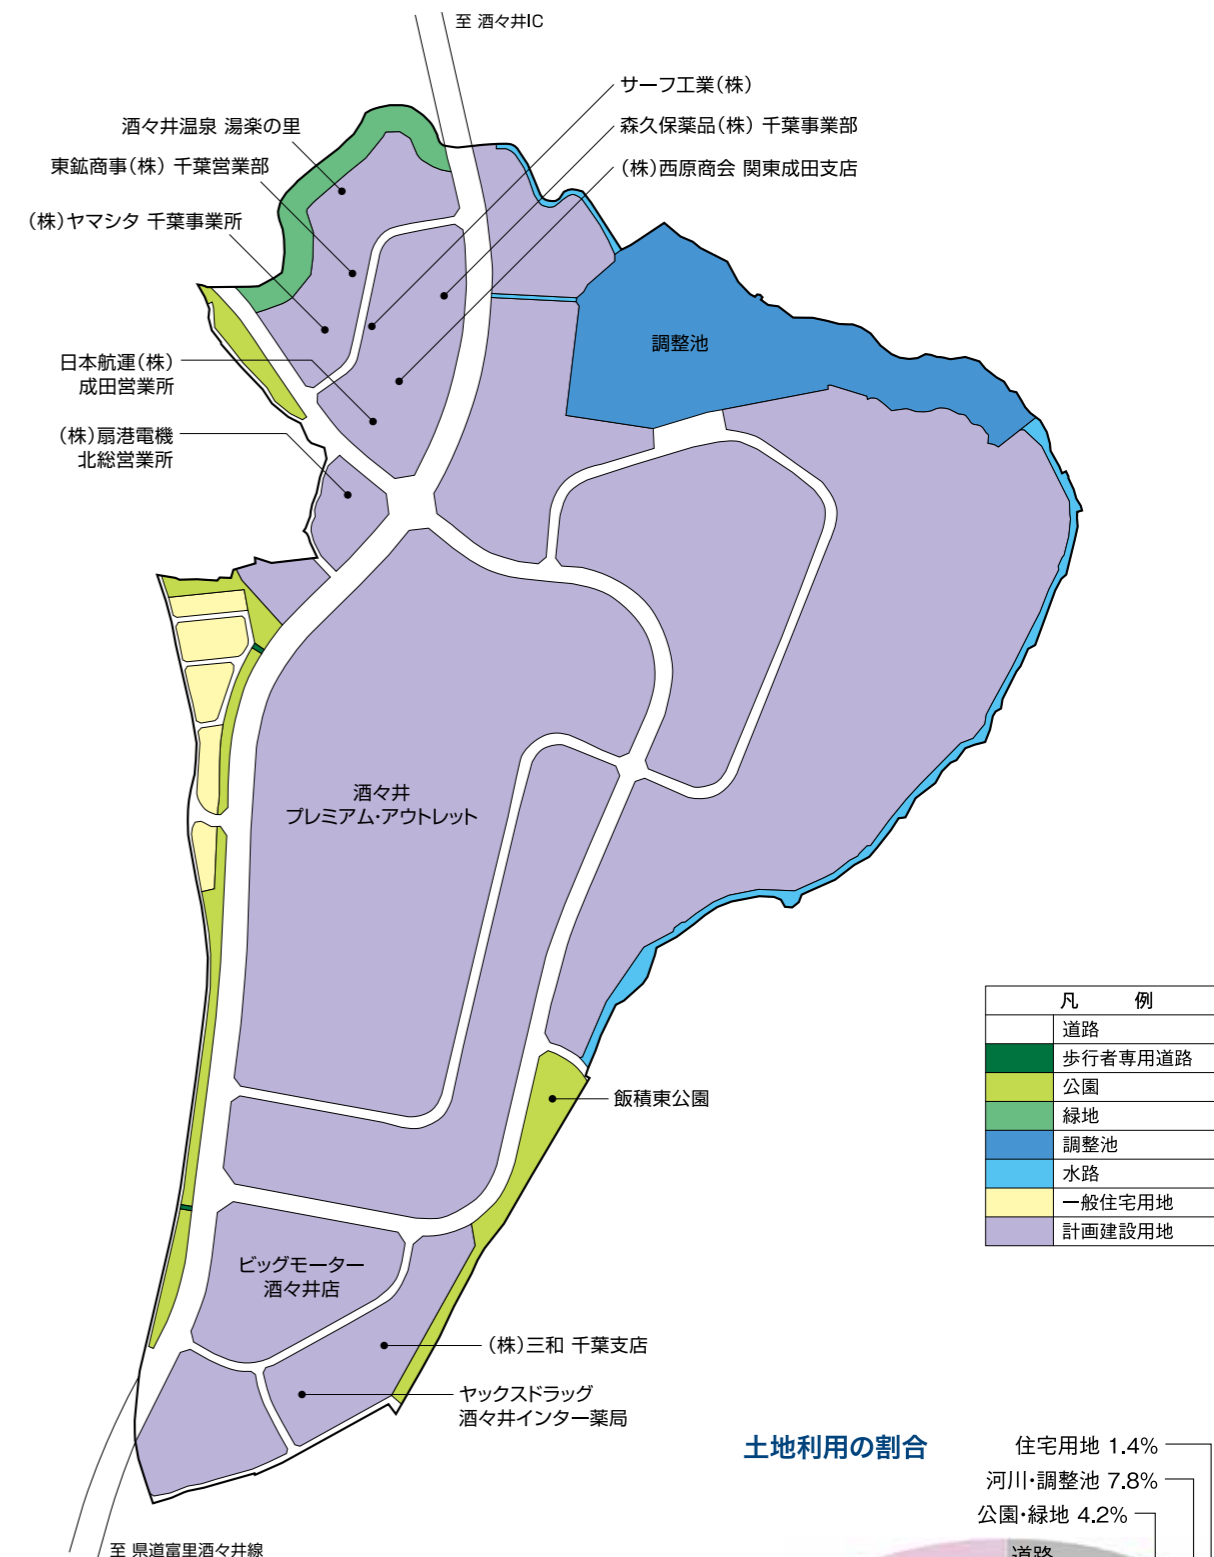 至 酒々井IC
サーフ工業(株)
森久保薬品(株) 千葉事業部
(株)西原商会 関東成田支店
酒々井温泉 湯楽の里
東鉱商事(株) 千葉営業部
(株)ヤマシタ 千葉事業所
調整池
日本航運(株)
成田営業所
(株)扇港電機
北総営業所
酒々井
プレミアム・アウトレット
凡 例
道路
歩行者専用道路
公園
緑地
調整池
水路
一般住宅用地
計画建設用地
飯積東公園
ビッグモーター
酒々井店
(株)三和 千葉支店
ヤックスドラッグ
酒々井インター薬局
土地利用の割合
住宅用地 1.4%
河川・調整池 7.8%
公園・緑地 4.2%
道路
至 県道富里酒々井線